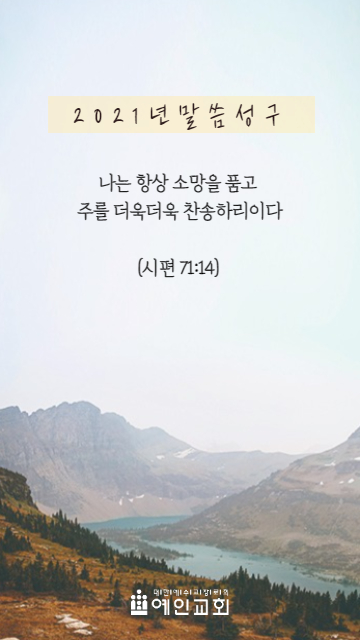 2021년말씀성구
나는 항상 소망을 품고
주를 더욱더욱 찬송하리이다
(시편 71:14)
예인교회